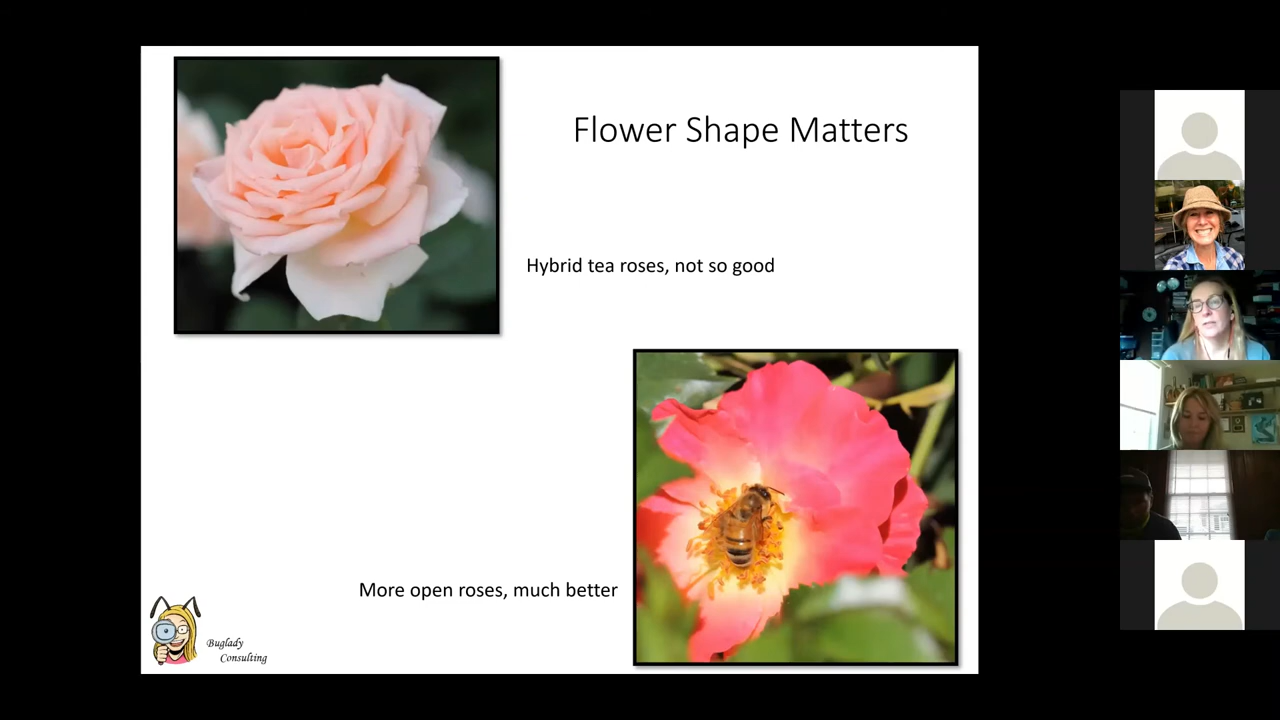 Flower Shape Matters
Hybrid tea roses, not so good
More open roses, much better
Buglady
Consulting